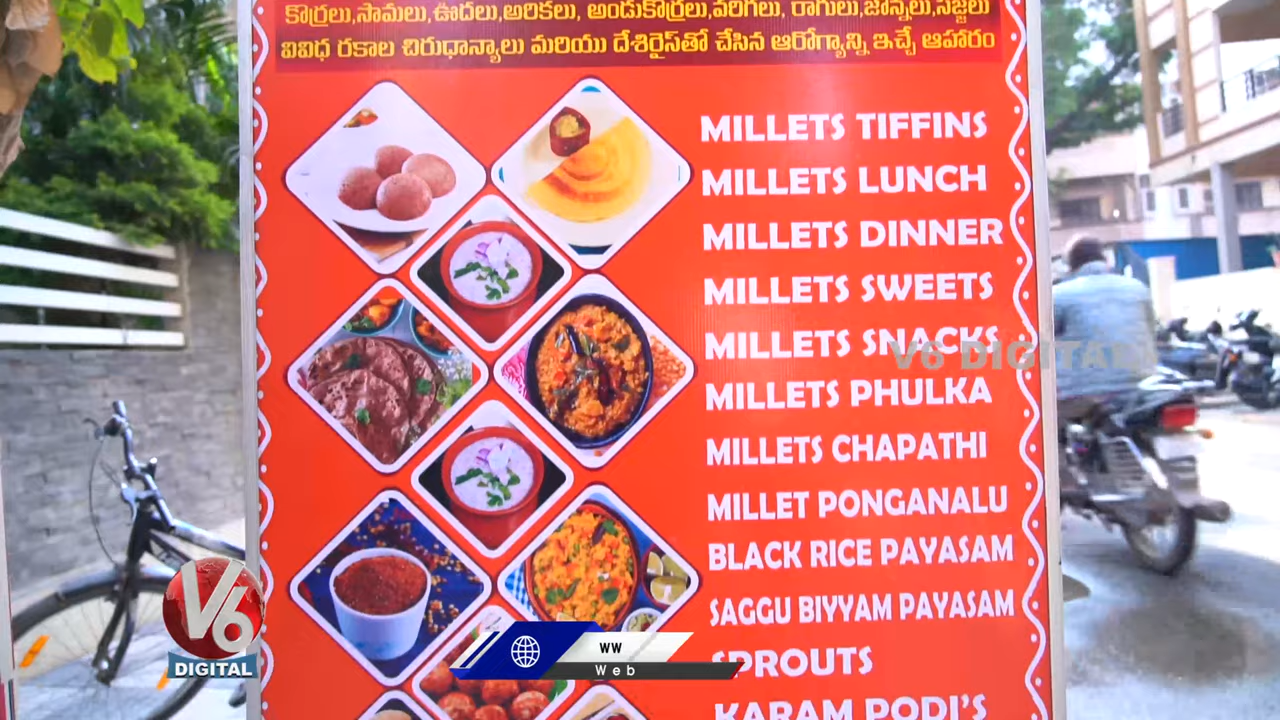 కొర్రలు,సామలు,ఊదలు,అరికలు, అండుకొర్రలు,వరిగలు, రాగులు,జొన్నలు,సజ్జలు
వివిధ రకాల చిరుధాన్యాలు మరియు దేశిరైస్‌తో చేసిన ఆరోగ్యాన్ని ఇచ్చే ఆహారం
MILLETS TIFFINS
MILLETS LUNCH
MILLETS DINNER
MILLETS SWEETS
MILLETS SNACKS
V6 DIGITAL
MILLETS PHULKA
MILLETS CHAPATHI
MILLET PONGANALU
BLACK RICE PAYASAM
SAGGU BIYYAM PAYASAM
SPROUTS
KARAM PODI'S
V6
DIGITAL
WW
Web